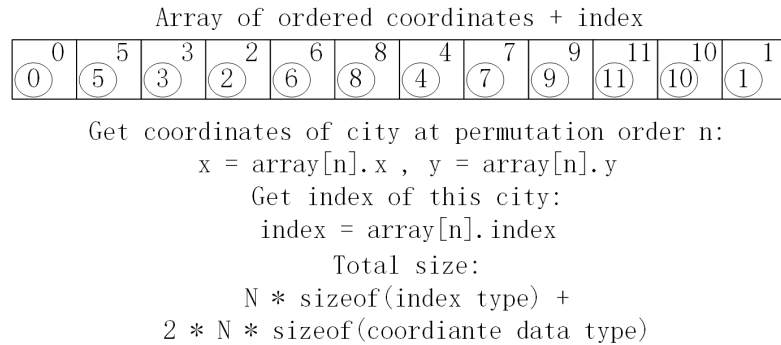 Array of ordered coordinates + index
0 5 3 2 6 8 4 7 9 11 10 1
0 5 3 2 6 8 4 7 9 11 10 1
Get coordinates of city at permutation order n:
x = array[n].x , y = array[n].y
Get index of this city:
index = array[n].index
Total size:
N * sizeof(index type) +
2 * N * sizeof(coordiante data type)